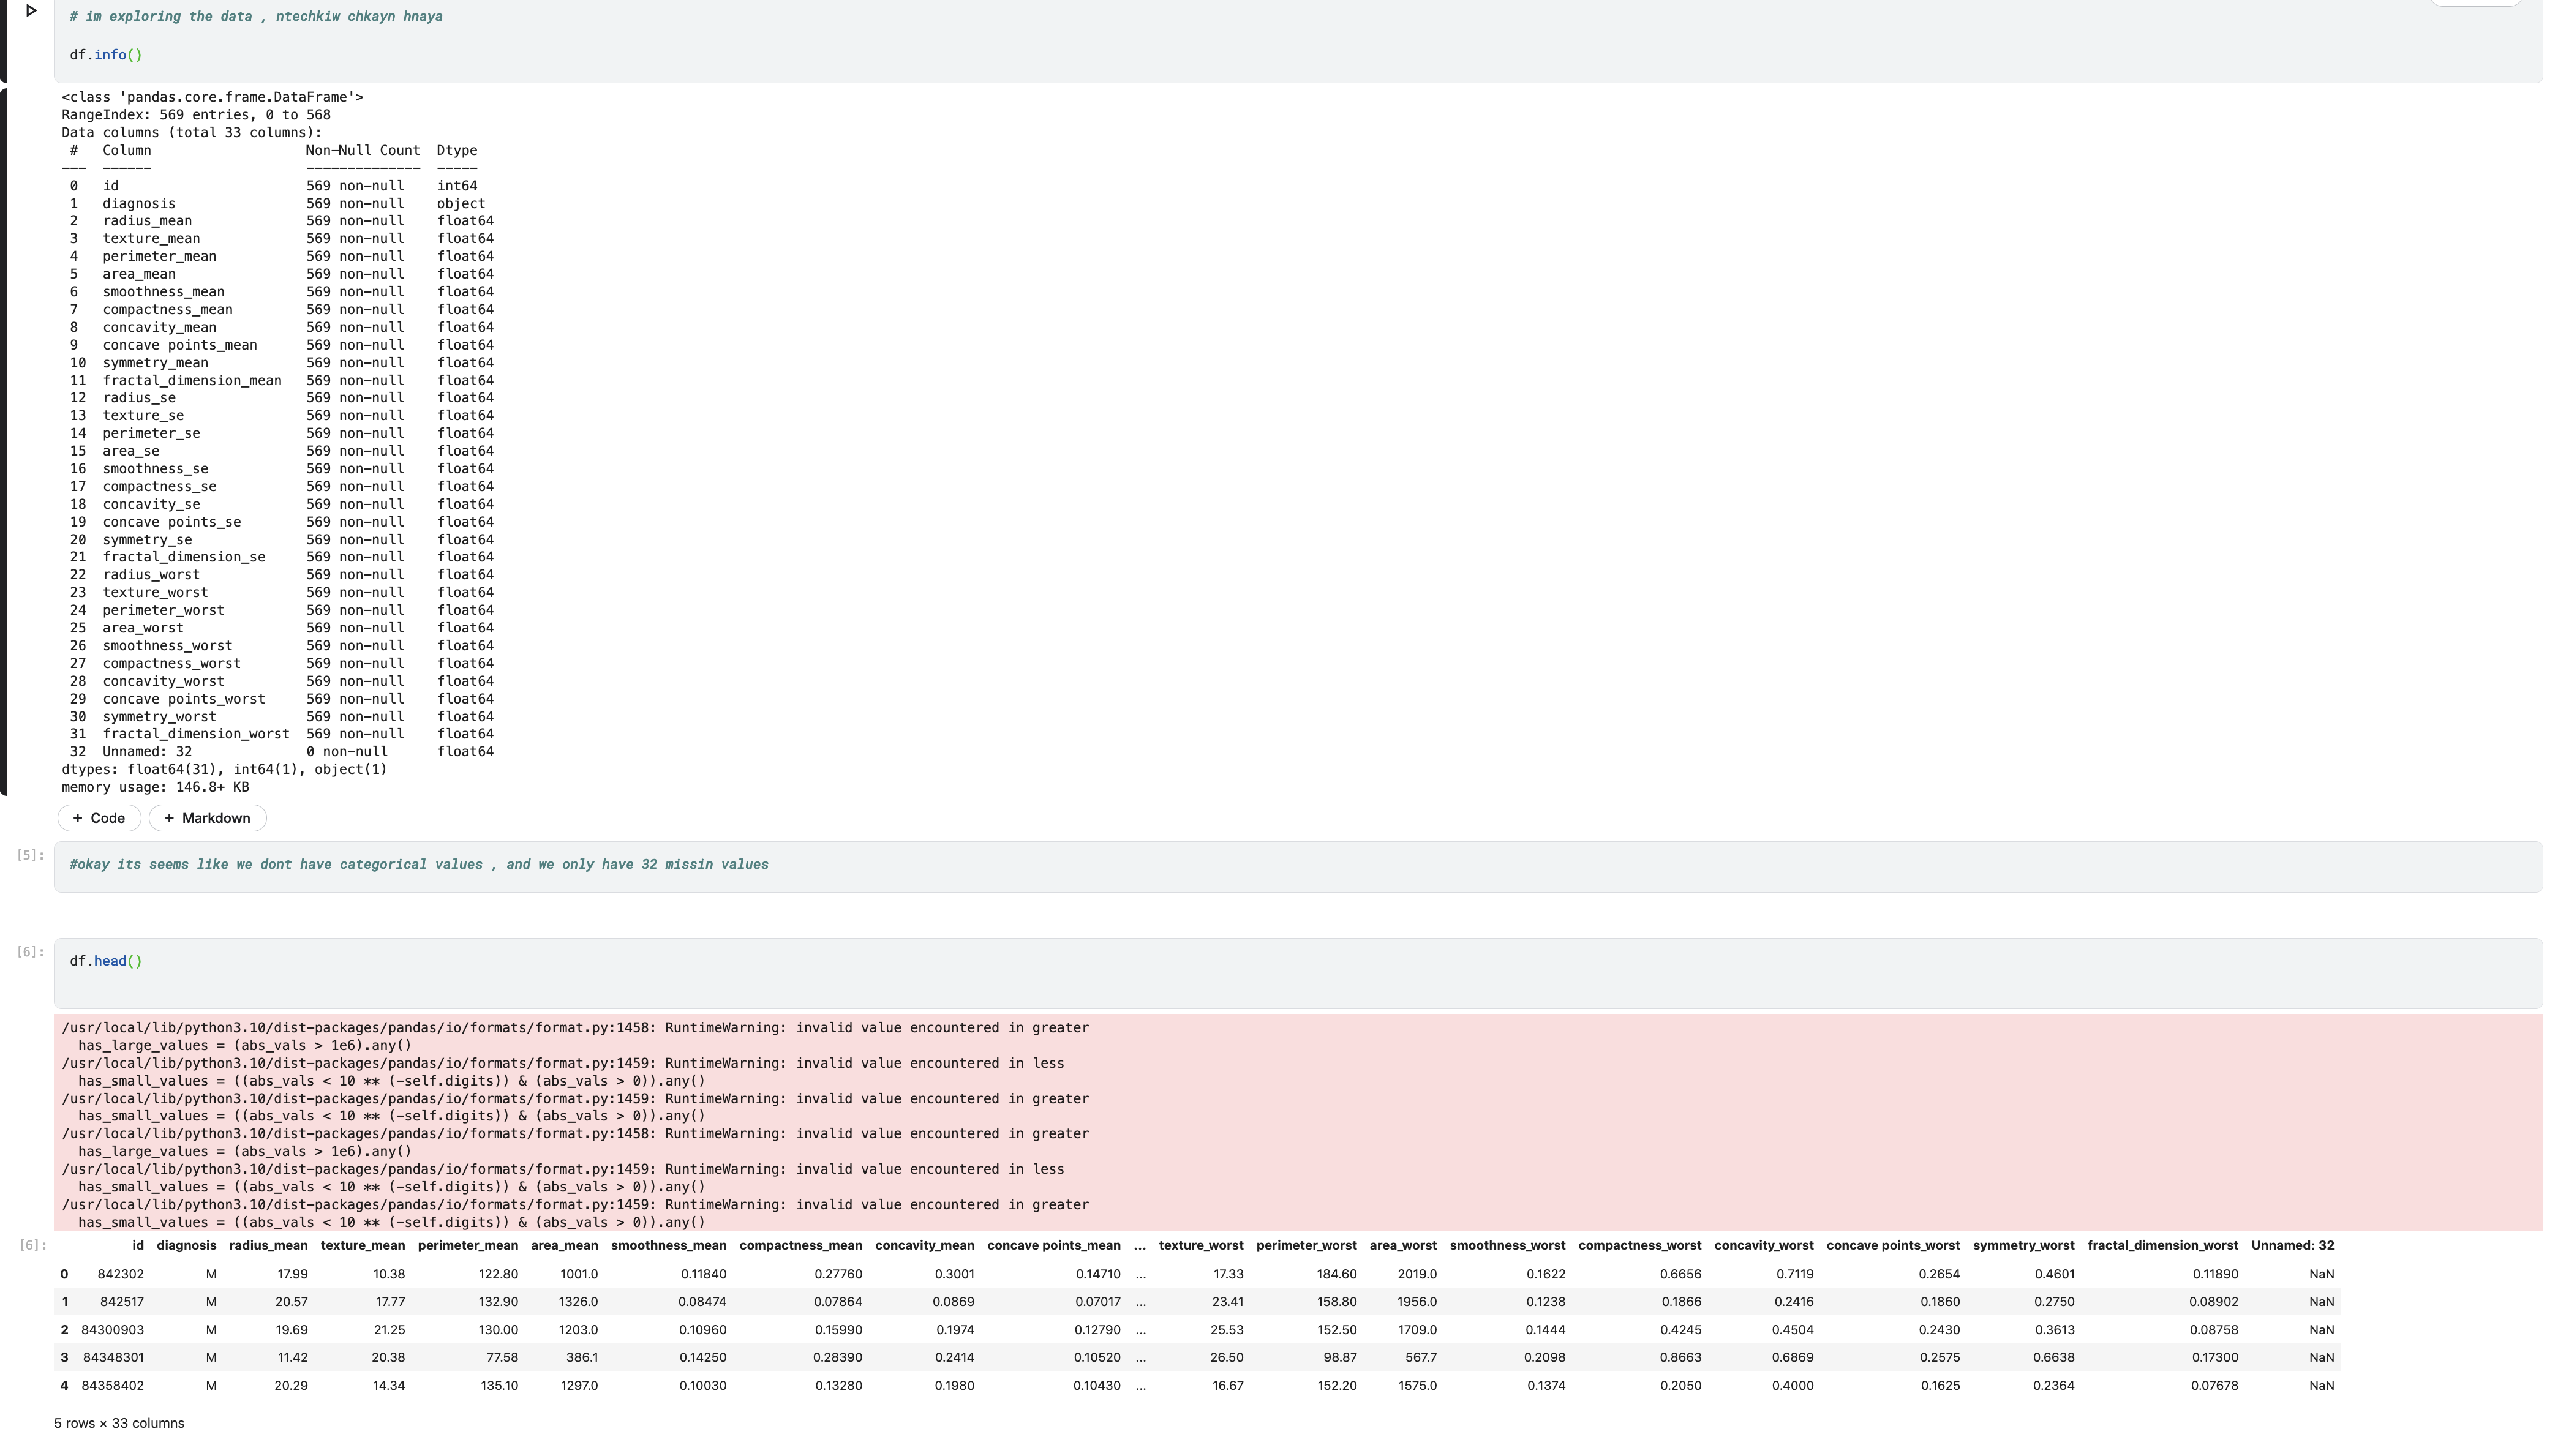 # im exploring the data , ntechkiw chkayn hnaya
df.info()
<class 'pandas.core.frame.DataFrame'>
RangeIndex: 569 entries, 0 to 568
Data columns (total 33 columns):
#   Column                   Non-Null Count  Dtype
---  ------                   --------------  -----
0   id                       569 non-null    int64
1   diagnosis                569 non-null    object
2   radius_mean              569 non-null    float64
3   texture_mean             569 non-null    float64
4   perimeter_mean           569 non-null    float64
5   area_mean                569 non-null    float64
6   smoothness_mean          569 non-null    float64
7   compactness_mean         569 non-null    float64
8   concavity_mean           569 non-null    float64
9   concave points_mean      569 non-null    float64
10  symmetry_mean            569 non-null    float64
11  fractal_dimension_mean   569 non-null    float64
12  radius_se                569 non-null    float64
13  texture_se               569 non-null    float64
14  perimeter_se             569 non-null    float64
15  area_se                  569 non-null    float64
16  smoothness_se            569 non-null    float64
17  compactness_se           569 non-null    float64
18  concavity_se             569 non-null    float64
19  concave points_se        569 non-null    float64
20  symmetry_se              569 non-null    float64
21  fractal_dimension_se     569 non-null    float64
22  radius_worst             569 non-null    float64
23  texture_worst            569 non-null    float64
24  perimeter_worst          569 non-null    float64
25  area_worst               569 non-null    float64
26  smoothness_worst         569 non-null    float64
27  compactness_worst        569 non-null    float64
28  concavity_worst          569 non-null    float64
29  concave points_worst     569 non-null    float64
30  symmetry_worst           569 non-null    float64
31  fractal_dimension_worst  569 non-null    float64
32  Unnamed: 32              0 non-null      float64
dtypes: float64(31), int64(1), object(1)
memory usage: 146.8+ KB
+ Code + Markdown
[5]: #okay its seems like we dont have categorical values , and we only have 32 missin values
[6]: df.head()
/usr/local/lib/python3.10/dist-packages/pandas/io/formats/format.py:1458: RuntimeWarning: invalid value encountered in greater
has_large_values = (abs_vals > 1e6).any()
/usr/local/lib/python3.10/dist-packages/pandas/io/formats/format.py:1459: RuntimeWarning: invalid value encountered in less
has_small_values = ((abs_vals < 10 ** (-self.digits)) & (abs_vals > 0)).any()
/usr/local/lib/python3.10/dist-packages/pandas/io/formats/format.py:1459: RuntimeWarning: invalid value encountered in greater
has_small_values = ((abs_vals < 10 ** (-self.digits)) & (abs_vals > 0)).any()
/usr/local/lib/python3.10/dist-packages/pandas/io/formats/format.py:1458: RuntimeWarning: invalid value encountered in greater
has_large_values = (abs_vals > 1e6).any()
/usr/local/lib/python3.10/dist-packages/pandas/io/formats/format.py:1459: RuntimeWarning: invalid value encountered in less
has_small_values = ((abs_vals < 10 ** (-self.digits)) & (abs_vals > 0)).any()
/usr/local/lib/python3.10/dist-packages/pandas/io/formats/format.py:1459: RuntimeWarning: invalid value encountered in greater
has_small_values = ((abs_vals < 10 ** (-self.digits)) & (abs_vals > 0)).any()
[6]: id diagnosis radius_mean texture_mean perimeter_mean area_mean smoothness_mean compactness_mean concavity_mean concave points_mean ... texture_worst perimeter_worst area_worst smoothness_worst compactness_worst concavity_worst concave points_worst symmetry_worst fractal_dimension_worst Unnamed: 32
0 842302 M 17.99 10.38 122.80 1001.0 0.11840 0.27760 0.3001 0.14710 ... 17.33 184.60 2019.0 0.1622 0.6656 0.7119 0.2654 0.4601 0.11890 NaN
1 842517 M 20.57 17.77 132.90 1326.0 0.08474 0.07864 0.0869 0.07017 ... 23.41 158.80 1956.0 0.1238 0.1866 0.2416 0.1860 0.2750 0.08902 NaN
2 84300903 M 19.69 21.25 130.00 1203.0 0.10960 0.15990 0.1974 0.12790 ... 25.53 152.50 1709.0 0.1444 0.4245 0.4504 0.2430 0.3613 0.08758 NaN
3 84348301 M 11.42 20.38 77.58 386.1 0.14250 0.28390 0.2414 0.10520 ... 26.50 98.87 567.7 0.2098 0.8663 0.6869 0.2575 0.6638 0.17300 NaN
4 84358402 M 20.29 14.34 135.10 1297.0 0.10030 0.13280 0.1980 0.10430 ... 16.67 152.20 1575.0 0.1374 0.2050 0.4000 0.1625 0.2364 0.07678 NaN
5 rows × 33 columns